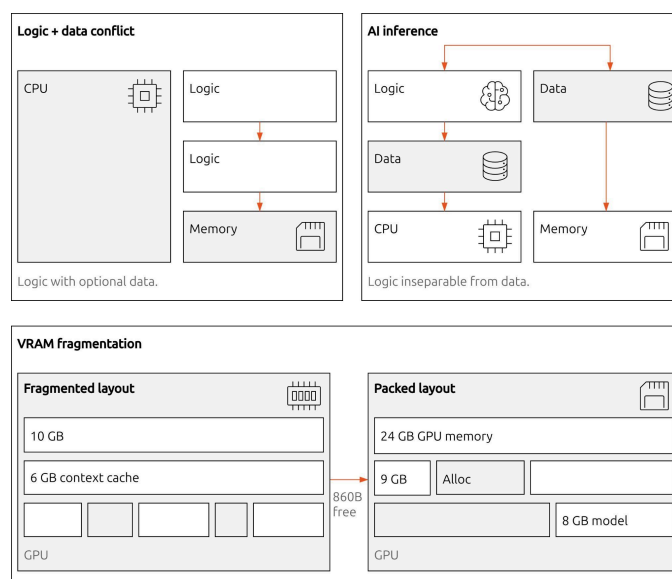 Logic + data conflict
CPU
Logic
Logic
Memory
Logic with optional data.
AI inference
Logic
Data
Data
CPU
Memory
Logic inseparable from data.
VRAM fragmentation
Fragmented layout
10 GB
6 GB context cache
GPU
860B
free
Packed layout
24 GB GPU memory
9 GB
Alloc
8 GB model
GPU